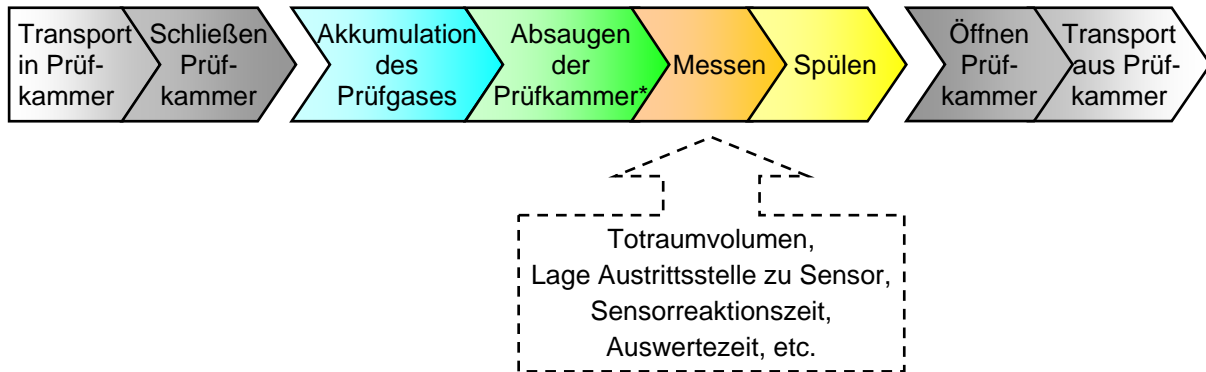 Transport
in Prüf-
kammer
Schließen
Prüf-
kammer
Akkumulation
des
Prüfgases
Absaugen
der
Prüfkammer*
Messen
Spülen
Öffnen
Prüf-
kammer
Transport
aus Prüf-
kammer
Totraumvolumen,
Lage Austrittsstelle zu Sensor,
Sensorreaktionszeit,
Auswertezeit, etc.